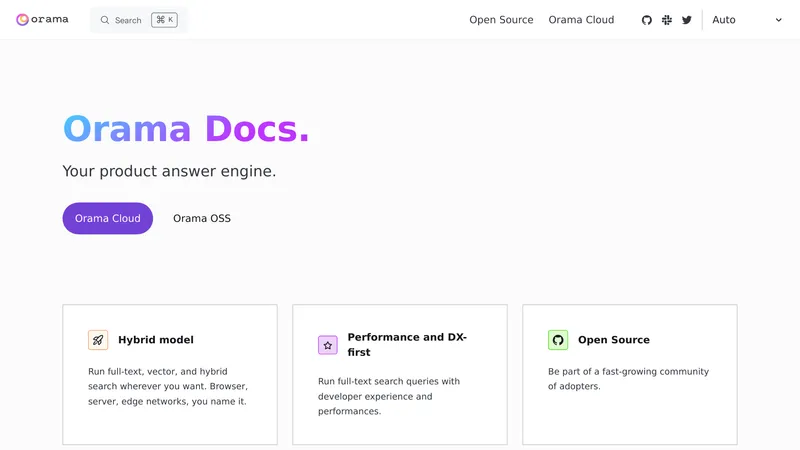 orama
Search ⌘ K
Open Source
Orama Cloud
Auto
Orama Docs.
Your product answer engine.
Orama Cloud
Orama OSS
Hybrid model
Run full-text, vector, and hybrid
search wherever you want. Browser,
server, edge networks, you name it.
Performance and DX-
first
Run full-text search queries with
developer experience and
performances.
Open Source
Be part of a fast-growing community
of adopters.